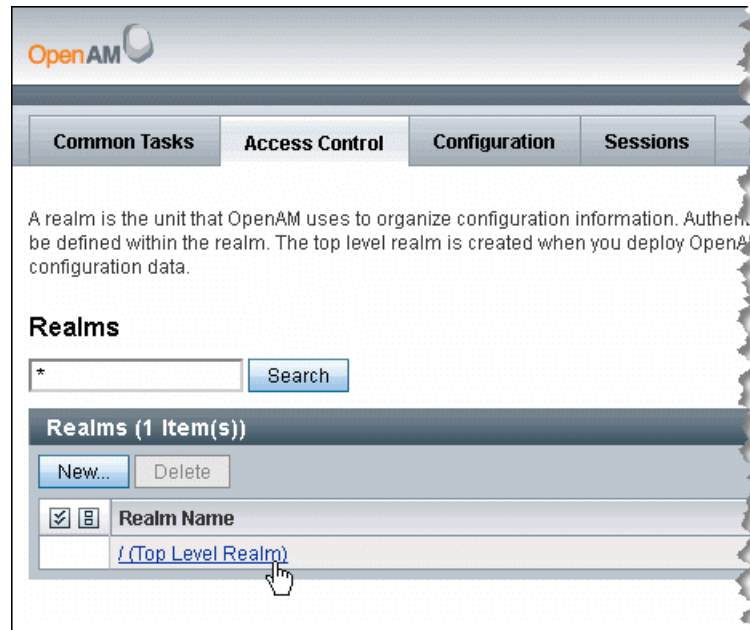 OpenAM
Common Tasks Access Control Configuration Sessions
A realm is the unit that OpenAM uses to organize configuration information.
be defined within the realm. The top level realm is created when you deploy
configuration data.
Realms
* Search
Realms (1 Item(s))
New... Delete
Realm Name
/ (Top Level Realm)